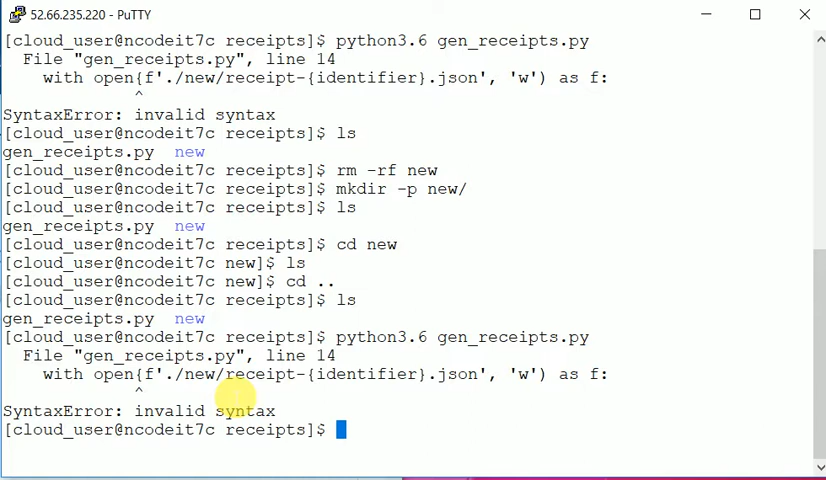 52.66.235.220 - PuTTY
[cloud_user@ncodeit7c receipts]$ python3.6 gen_receipts.py
  File "gen_receipts.py", line 14
    with open{f'./new/receipt-{identifier}.json', 'w') as f:
             ^
SyntaxError: invalid syntax
[cloud_user@ncodeit7c receipts]$ ls
gen_receipts.py  new
[cloud_user@ncodeit7c receipts]$ rm -rf new
[cloud_user@ncodeit7c receipts]$ mkdir -p new/
[cloud_user@ncodeit7c receipts]$ ls
gen_receipts.py  new
[cloud_user@ncodeit7c receipts]$ cd new
[cloud_user@ncodeit7c new]$ ls
[cloud_user@ncodeit7c new]$ cd ..
[cloud_user@ncodeit7c receipts]$ ls
gen_receipts.py  new
[cloud_user@ncodeit7c receipts]$ python3.6 gen_receipts.py
  File "gen_receipts.py", line 14
    with open{f'./new/receipt-{identifier}.json', 'w') as f:
             ^
SyntaxError: invalid syntax
[cloud_user@ncodeit7c receipts]$